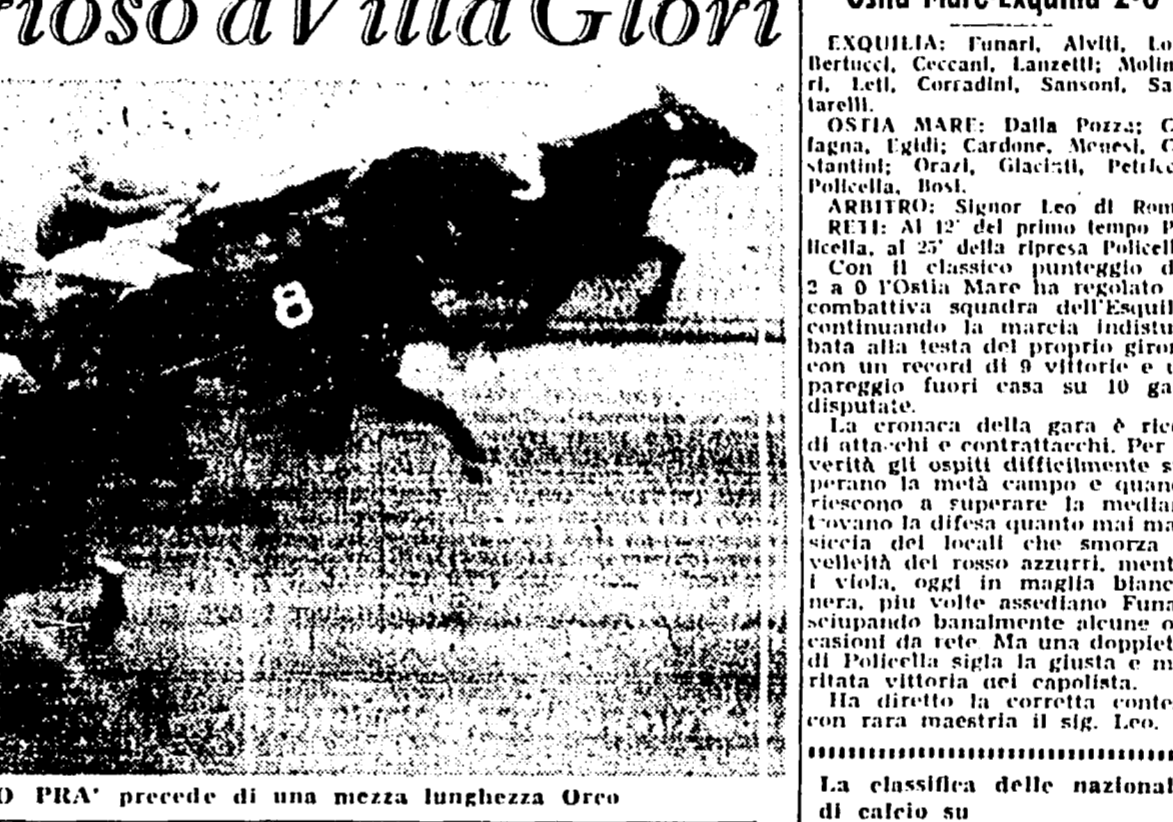 rioso a Villa Glori
8
O PRA' precede di una mezza lunghezza Orco
Ostia Mare-Exquilia 2-0
EXQUILIA: Funari, Alviti, Lo
Bertucci, Ceccani, Lanzetti; Molin
ri, Leti, Corradini, Sansoni, Sa
tarelli.
OSTIA MARE: Dalla Pozza; C
fagna, Egidi; Cardone, Menesi, C
stantini; Orazi, Giacinti, Petricc
Policella, Bosi.
ARBITRO: Signor Leo di Rom
RETI: Al 12' del primo tempo P
licella, al 25' della ripresa Policell
Con il classico punteggio d
2 a 0 l'Ostia Mare ha regolato
combattiva squadra dell'Esquil
continuando la marcia indistu
bata alla testa del proprio giron
con un record di 9 vittorie e u
pareggio fuori casa su 10 ga
disputate.
La cronaca della gara è ric
di attacchi e contrattacchi. Per
verità gli ospiti difficilmente s
perano la metà campo e quan
riescono a superare la media
trovano la difesa quanto mai ma
siccia dei locali che smorza
velleità dei rosso azzurri, ment
i viola, oggi in maglia bianc
nera, più volte assediano Funa
sciupando banalmente alcune o
casioni da rete. Ma una doppiet
di Policella sigla la giusta e m
ritata vittoria dei capolista.
Ha diretto la corretta conte
con rara maestria il sig. Leo.
La classifica delle nazional
di calcio su